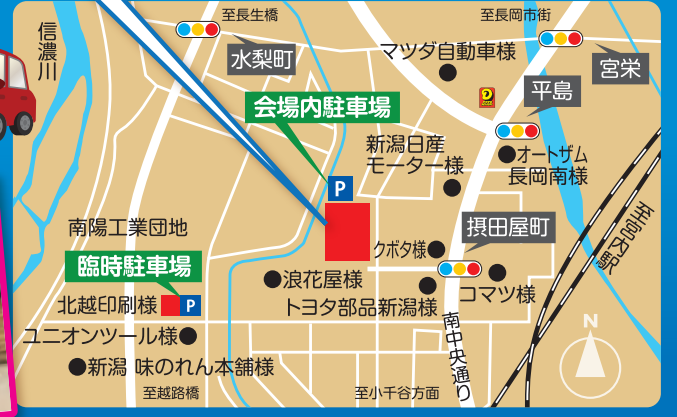 至長生橋
至長岡市街
信濃川
水梨町
マツダ自動車様
宮栄
平島
会場内駐車場
新潟日産
モーター様
P
オートザム
長岡南様
南陽工業団地
摂田屋町
至宮内駅
クボタ様
臨時駐車場
浪花屋様
コマツ様
北越印刷様
P
トヨタ部品新潟様
ユニオンツール様
南中央通り
N
新潟 味のれん本舗様
至越路橋
至小千谷方面